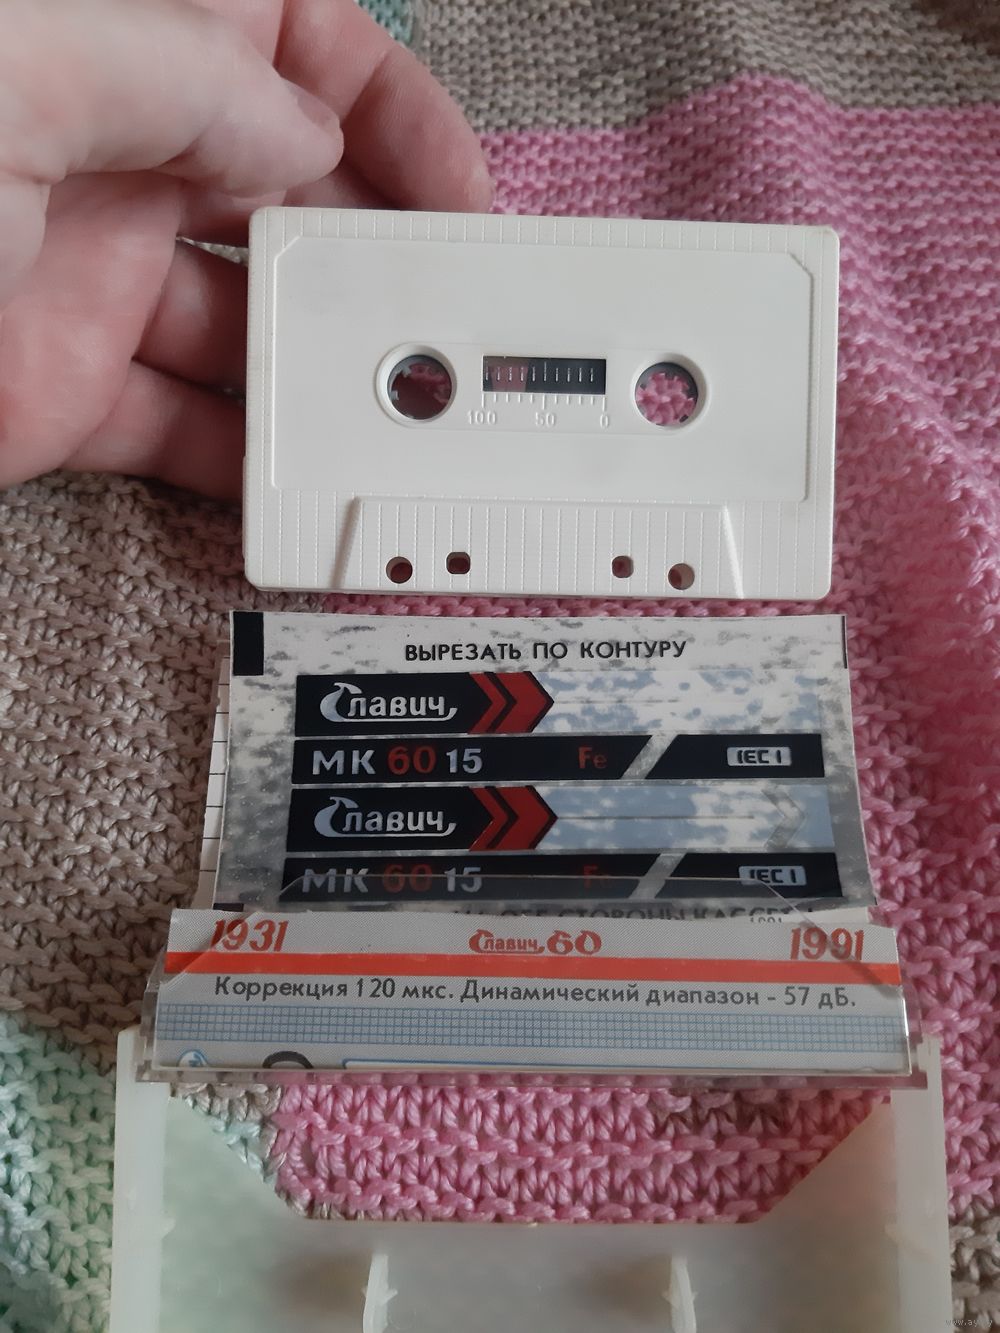 100 50 0
ВЫРЕЗАТЬ ПО КОНТУРУ
Славич
МК 60 15 Fe IEC I
Славич
МК 60 15 Fe IEC I
СТОРОНЫ
1931 Славич 60 1991
Коррекция 120 мкс. Динамический диапазон - 57 дБ.